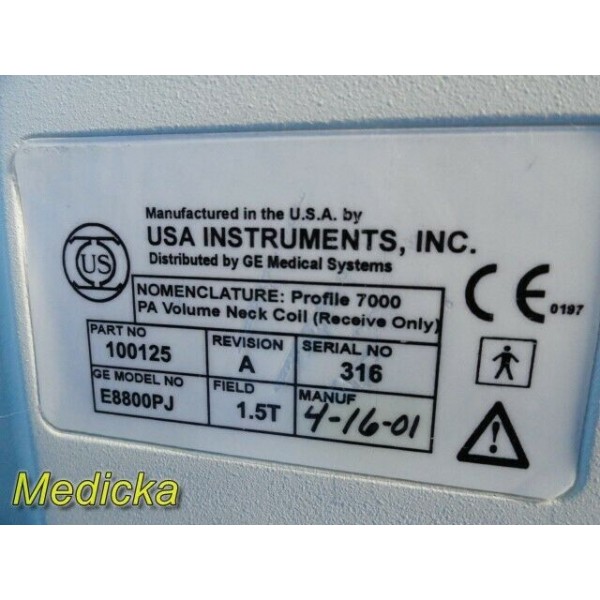 Manufactured in the U.S.A. by
USA INSTRUMENTS, INC.
Distributed by GE Medical Systems
US
NOMENCLATURE: Profile 7000
PA Volume Neck Coil (Receive Only)
CE 0197
PART NO
100125
REVISION
A
SERIAL NO
316
GE MODEL NO
E8800PJ
FIELD
1.5T
MANUF
4-16-01
Medicka